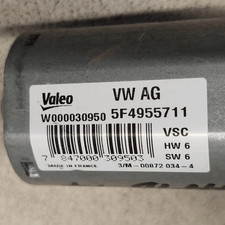 Valeo VW AG
W000030950 5F4955711
VSC
HW 6
SW 6
7 847000 309503
MADE IN FRANCE 3/M-00872 034-4